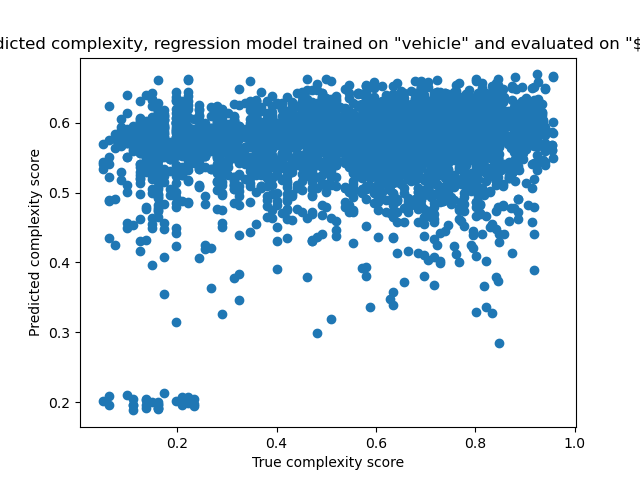 dicted complexity, regression model trained on "vehicle" and evaluated on "$
0.6
0.5
0.4
0.3
0.2
Predicted complexity score
0.2 0.4 0.6 0.8 1.0
True complexity score